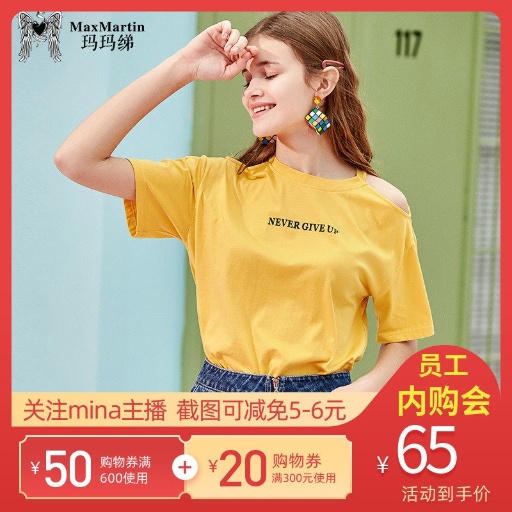 MaxMartin
玛玛绨
117
NEVER GIVE UP
关注mina主播 截图可减免5-6元
员工
内购会
¥50 购物券满
600使用
+
¥20 购物券
满300元使用
¥65
活动到手价